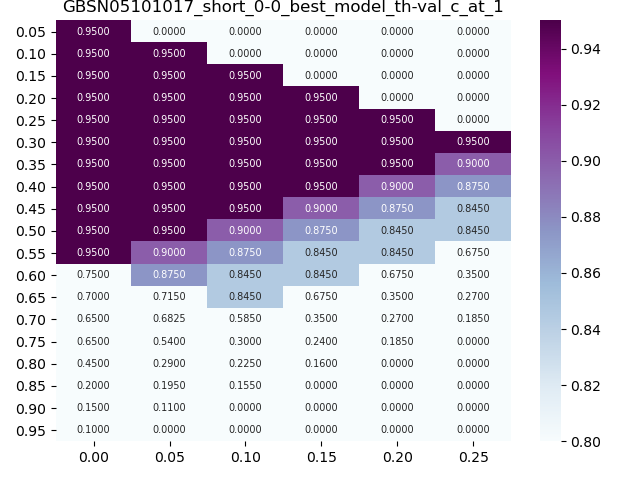 GBSN05101017_short_0-0_best_model_th-val_c_at_1
0.05 0.9500 0.0000 0.0000 0.0000 0.0000 0.0000
0.10 0.9500 0.9500 0.0000 0.0000 0.0000 0.0000
0.15 0.9500 0.9500 0.9500 0.0000 0.0000 0.0000
0.20 0.9500 0.9500 0.9500 0.9500 0.0000 0.0000
0.25 0.9500 0.9500 0.9500 0.9500 0.9500 0.0000
0.30 0.9500 0.9500 0.9500 0.9500 0.9500 0.9500
0.35 0.9500 0.9500 0.9500 0.9500 0.9500 0.9000
0.40 0.9500 0.9500 0.9500 0.9500 0.9000 0.8750
0.45 0.9500 0.9500 0.9500 0.9000 0.8750 0.8450
0.50 0.9500 0.9500 0.9000 0.8750 0.8450 0.8450
0.55 0.9500 0.9000 0.8750 0.8450 0.8450 0.6750
0.60 0.7500 0.8750 0.8450 0.8450 0.6750 0.3500
0.65 0.7000 0.7150 0.8450 0.6750 0.3500 0.2700
0.70 0.6500 0.6825 0.5850 0.3500 0.2700 0.1850
0.75 0.6500 0.5400 0.3000 0.2400 0.1850 0.0000
0.80 0.4500 0.2900 0.2250 0.1600 0.0000 0.0000
0.85 0.2000 0.1950 0.1550 0.0000 0.0000 0.0000
0.90 0.1500 0.1100 0.0000 0.0000 0.0000 0.0000
0.95 0.1000 0.0000 0.0000 0.0000 0.0000 0.0000
0.00 0.05 0.10 0.15 0.20 0.25
0.94
0.92
0.90
0.88
0.86
0.84
0.82
0.80